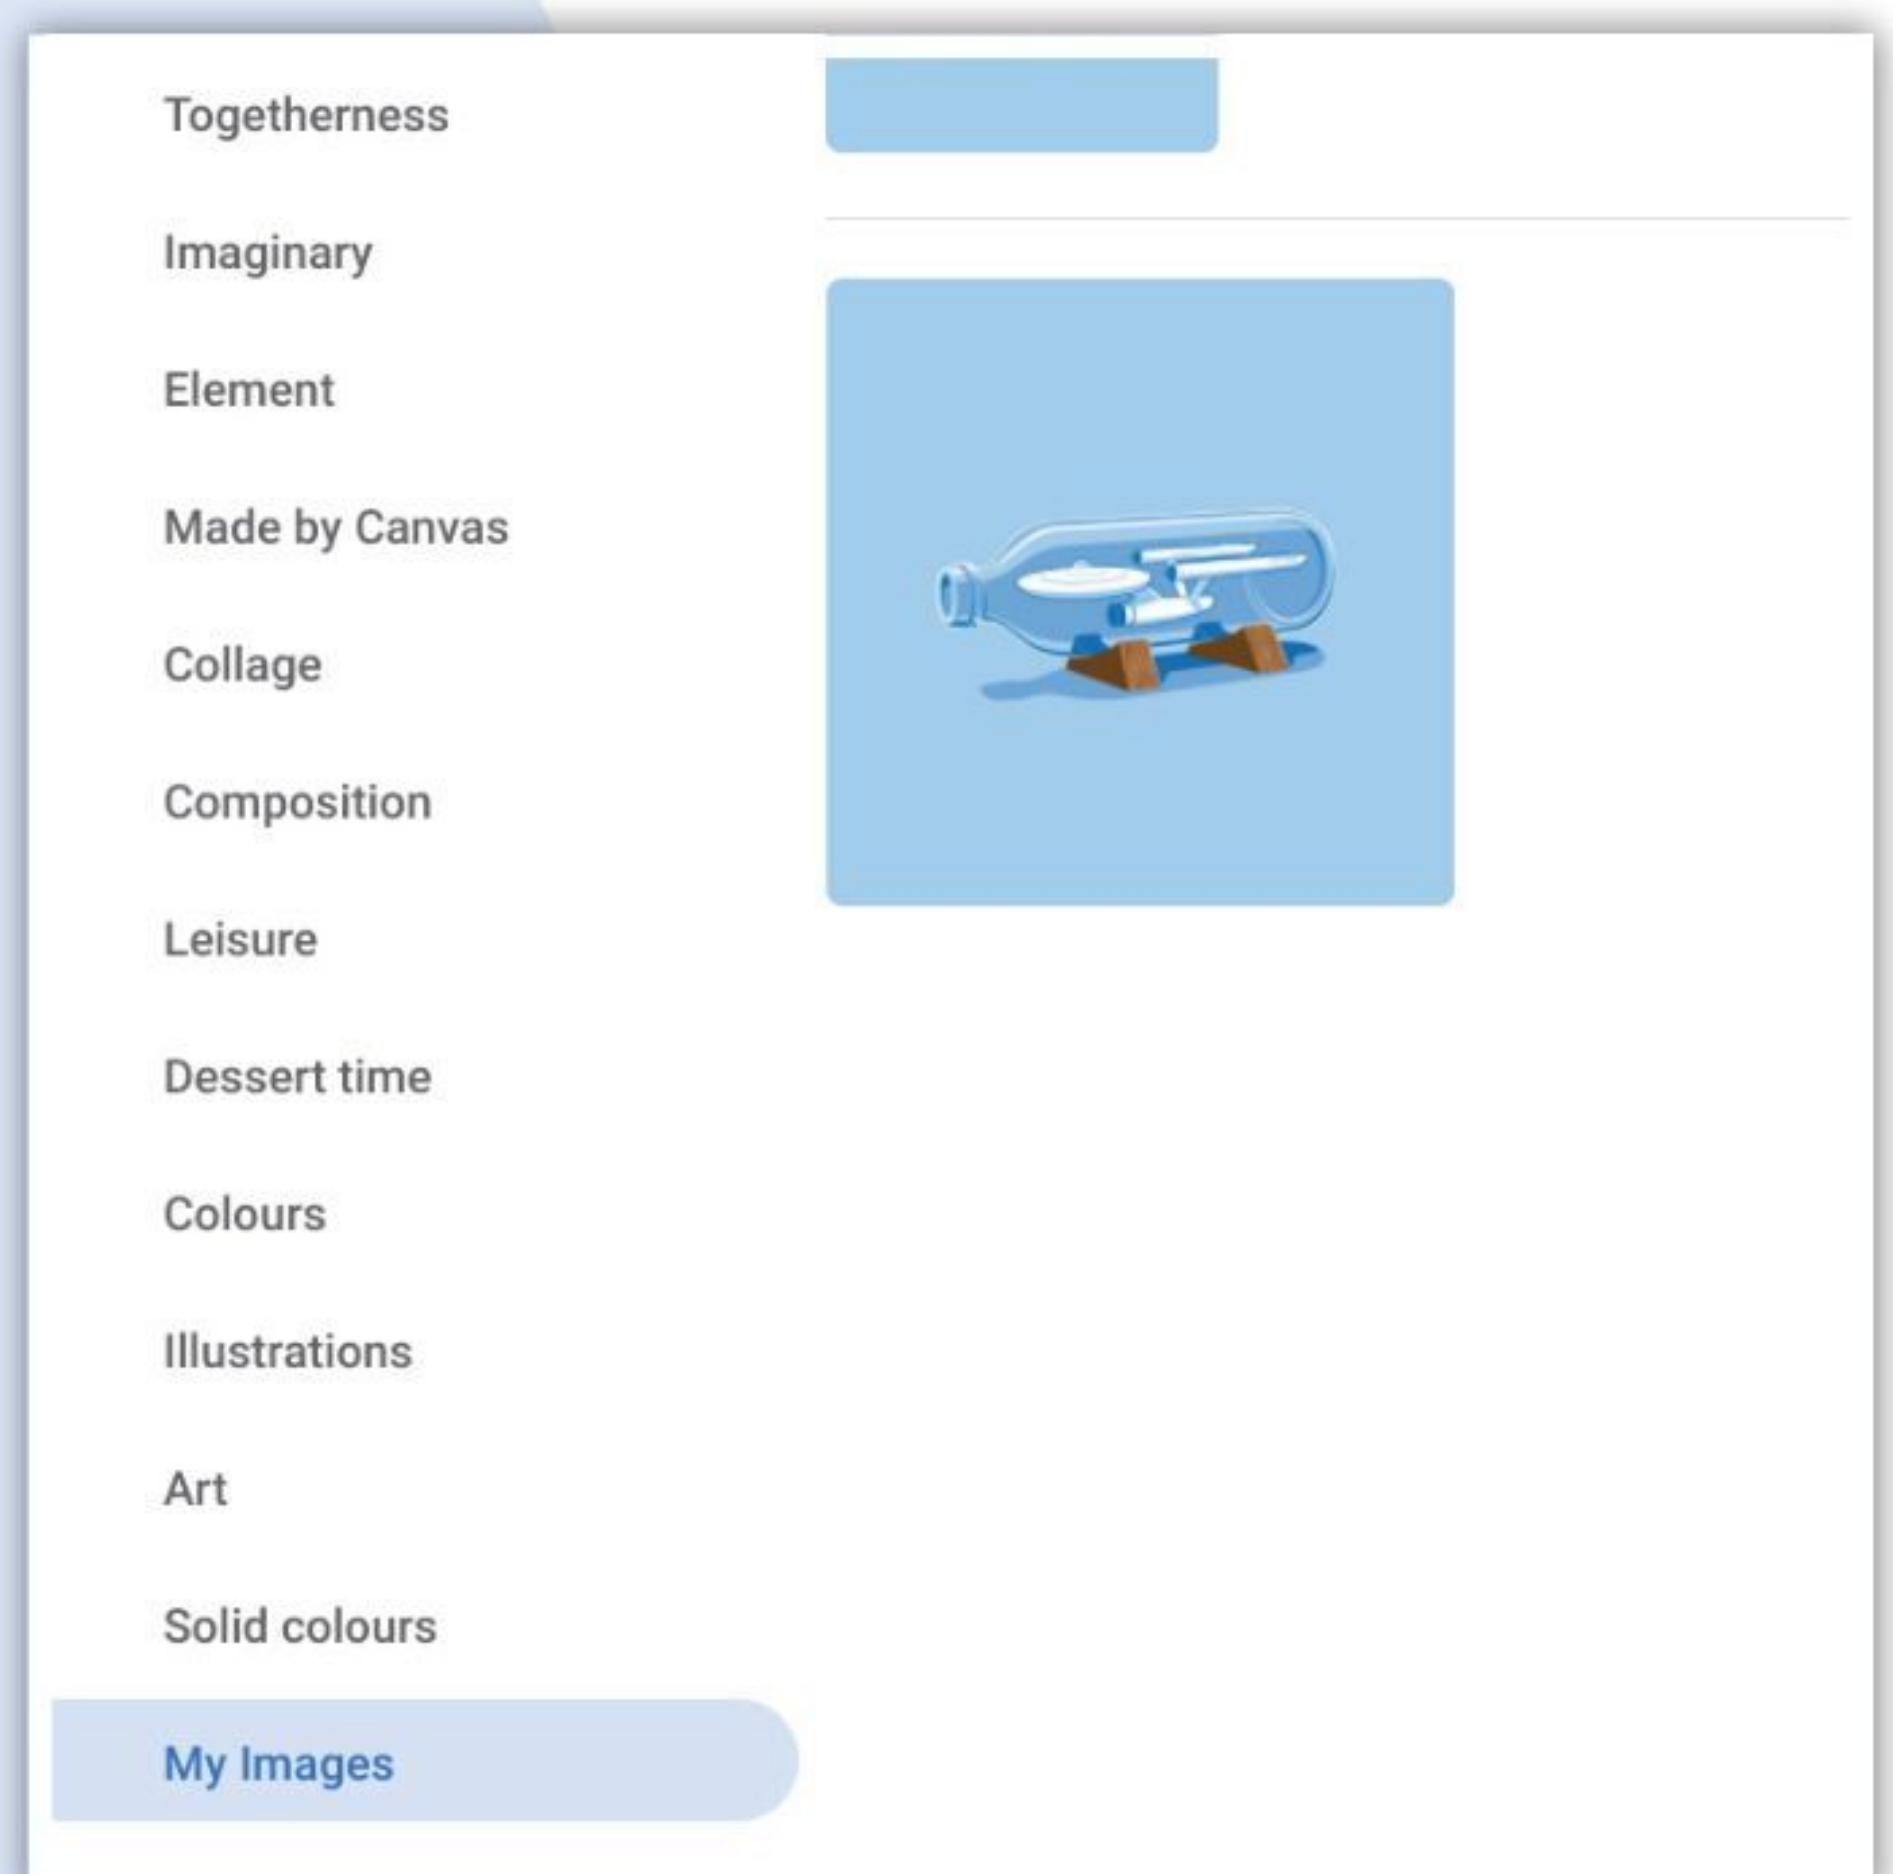 Togetherness
Imaginary
Element
Made by Canvas
Collage
Composition
Leisure
Dessert time
Colours
Illustrations
Art
Solid colours
My Images